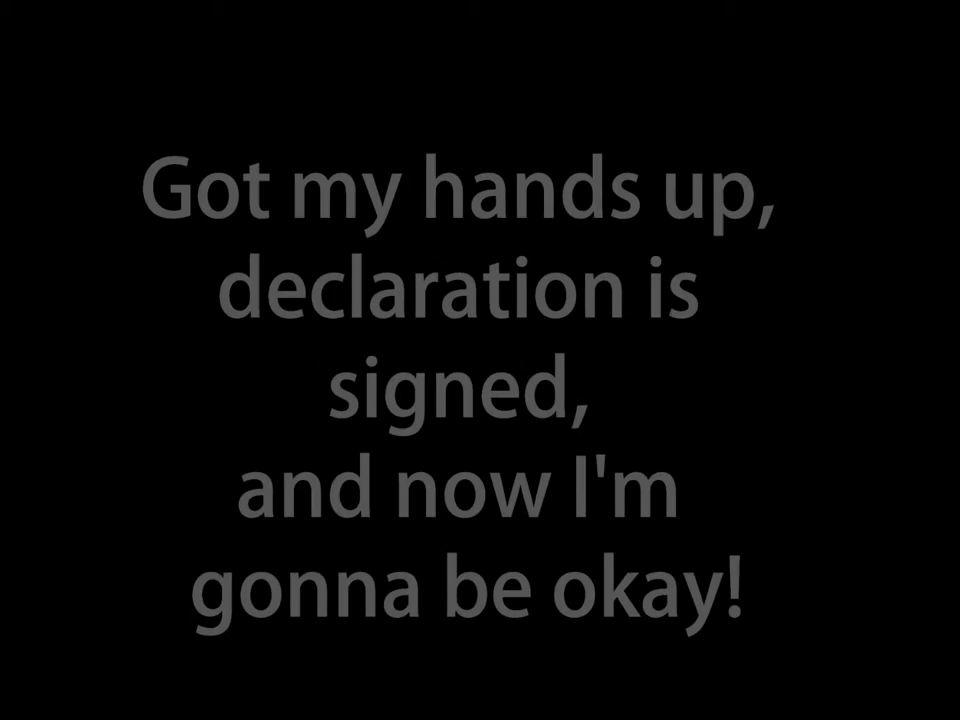 Got my hands up,
declaration is
signed,
and now I'm
gonna be okay!